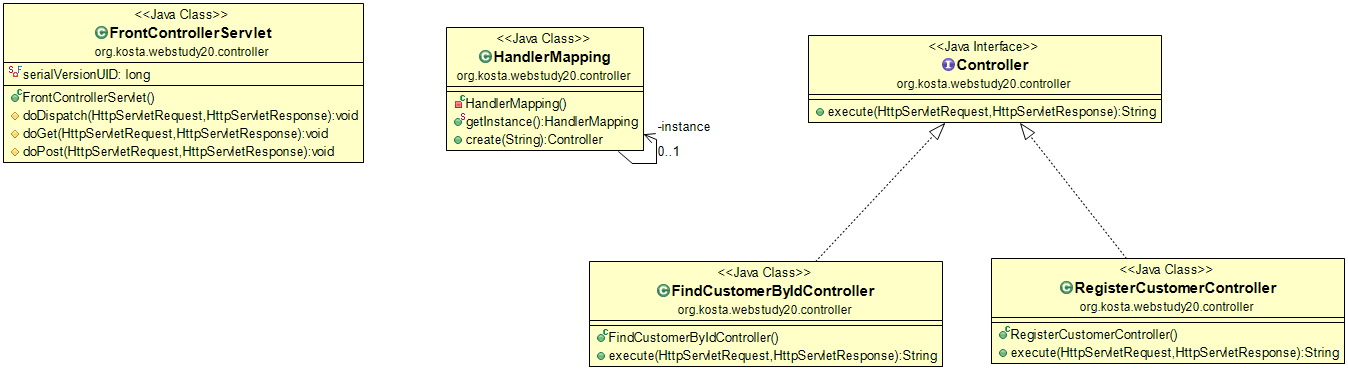 <<Java Class>>
FrontControllerServlet
org.kosta.webstudy20.controller
serialVersionUID: long
FrontControllerServlet()
doDispatch(HttpServletRequest,HttpServletResponse):void
doGet(HttpServletRequest,HttpServletResponse):void
doPost(HttpServletRequest,HttpServletResponse):void
<<Java Class>>
HandlerMapping
org.kosta.webstudy20.controller
HandlerMapping()
getInstance():HandlerMapping
create(String):Controller
-instance
0..1
<<Java Interface>>
Controller
org.kosta.webstudy20.controller
execute(HttpServletRequest,HttpServletResponse):String
<<Java Class>>
FindCustomerByIdController
org.kosta.webstudy20.controller
FindCustomerByIdController()
execute(HttpServletRequest,HttpServletResponse):String
<<Java Class>>
RegisterCustomerController
org.kosta.webstudy20.controller
RegisterCustomerController()
execute(HttpServletRequest,HttpServletResponse):String